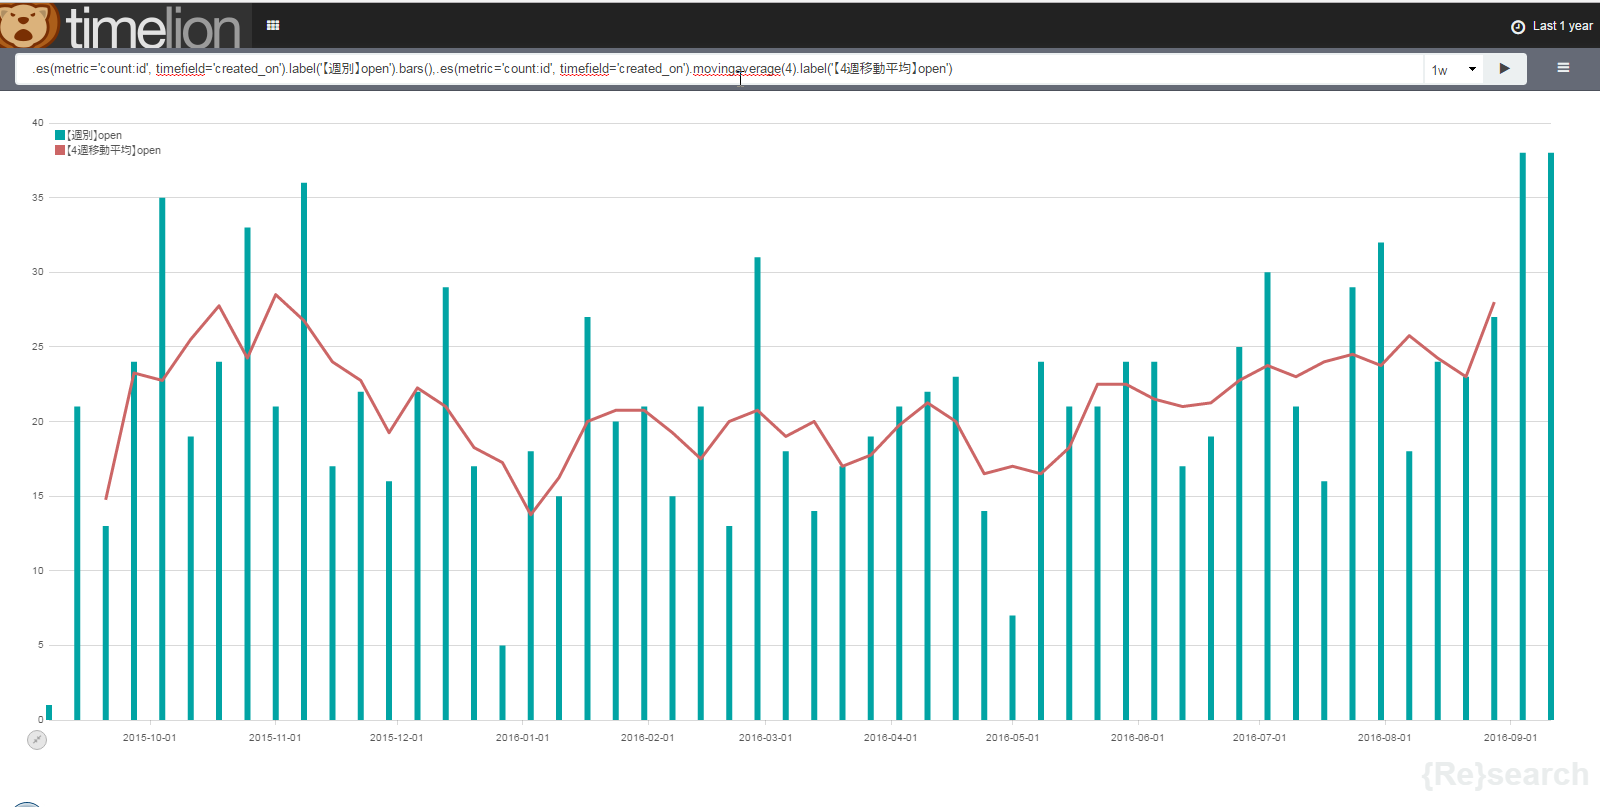 timelion
Last 1 year
.es(metric='count:id', timefield='created_on').label('【週別】open').bars(),.es(metric='count:id', timefield='created_on').movingaverage(4).label('【4週移動平均】open')
1w
【週別】open
【4週移動平均】open
40
35
30
25
20
15
10
5
0
2015-10-01 2015-11-01 2015-12-01 2016-01-01 2016-02-01 2016-03-01 2016-04-01 2016-05-01 2016-06-01 2016-07-01 2016-08-01 2016-09-01
{Re}search